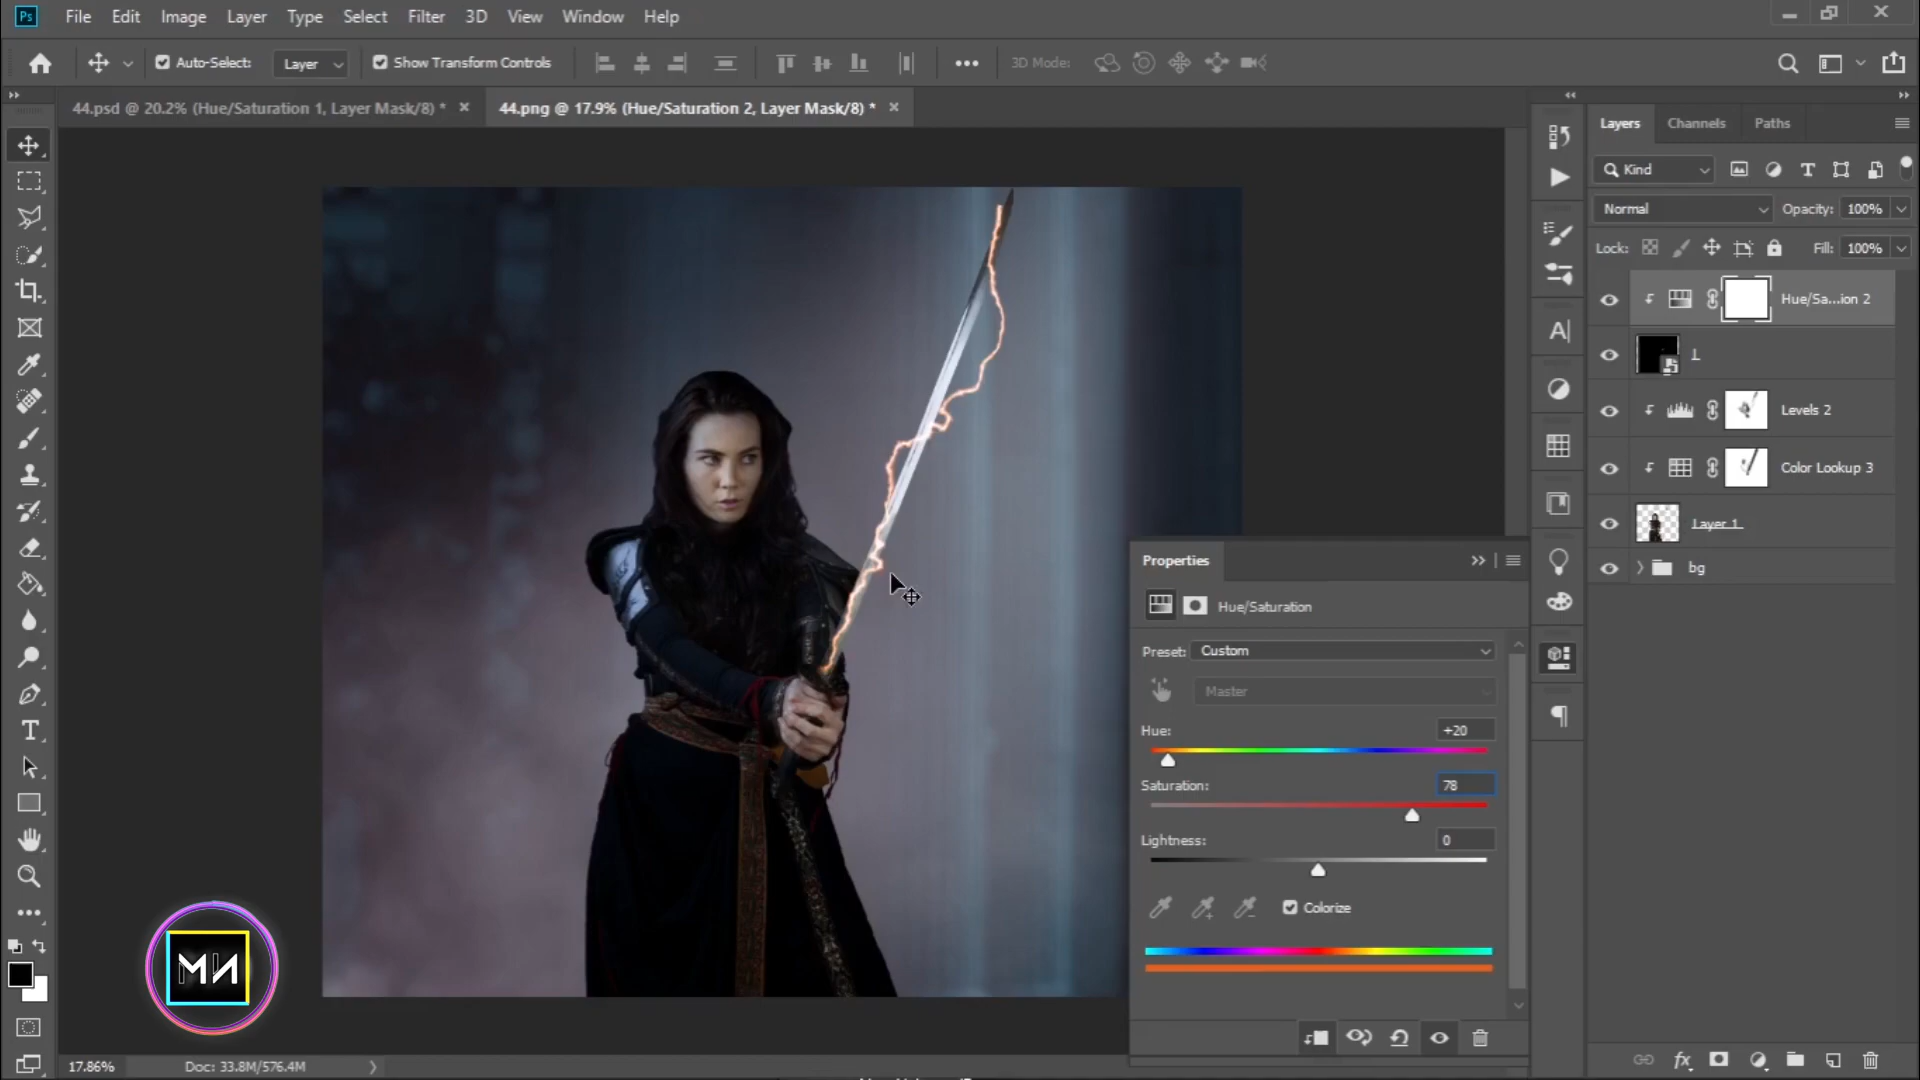 Ps File Edit Image Layer Type Select Filter 3D View Window Help
Auto-Select: Layer Show Transform Controls 3D Mode:
44.psd @ 20.2% (Hue/Saturation 1, Layer Mask/8) * × 44.png @ 17.9% (Hue/Saturation 2, Layer Mask/8) * ×
Layers Channels Paths
Kind
Normal Opacity: 100%
Lock: Fill: 100%
Hue/Sa...ion 2
Levels 2
Color Lookup 3
Layer 1
bg
Properties
Hue/Saturation
Preset: Custom
Master
Hue: +20
Saturation: 78
Lightness: 0
Colorize
17.86% Doc: 33.8M/576.4M